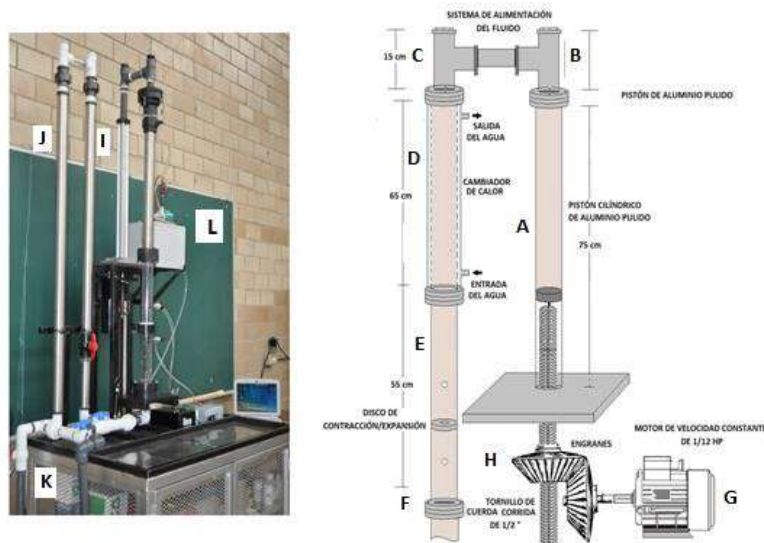 SISTEMA DE ALIMENTACIÓN
DEL FLUIDO
15 cm
C
B
PISTÓN DE ALUMINIO PULIDO
SALIDA
DEL AGUA
D
65 cm
CAMBIADOR
DE CALOR
PISTÓN CILÍNDRICO
DE ALUMINIO PULIDO
A
75 cm
ENTRADA
DEL AGUA
E
55 cm
DISCO DE
CONTRACCIÓN/EXPANSIÓN
ENGRANES
MOTOR DE VELOCIDAD CONSTANTE
DE 1/12 HP
H
F
TORNILLO DE
CUERDA CORRIDA
DE 1/2 "
G
J
I
L
K